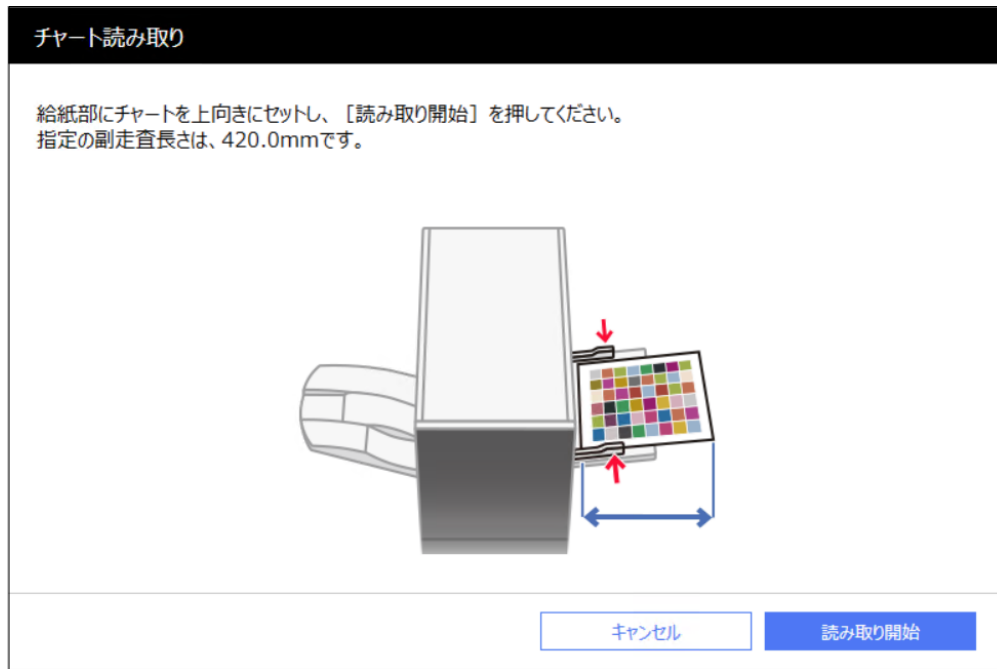 チャート読み取り
給紙部にチャートを上向きにセットし、［読み取り開始］を押してください。
指定の副走査長さは、420.0mmです。
キャンセル
読み取り開始